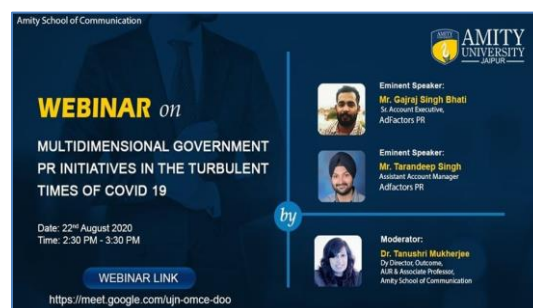 Amity School of Communication
AMITY
UNIVERSITY
JAIPUR
WEBINAR on
MULTIDIMENSIONAL GOVERNMENT
PR INITIATIVES IN THE TURBULENT
TIMES OF COVID 19
Date: 22nd August 2020
Time: 2:30 PM - 3:30 PM
WEBINAR LINK
https://meet.google.com/ujn-omce-doo
by
Eminent Speaker:
Mr. Gajraj Singh Bhati
Sr. Account Executive,
AdFactors PR
Eminent Speaker:
Mr. Tarandeep Singh
Assistant Account Manager
Adfactors PR
Moderator:
Dr. Tanushri Mukherjee
Dy Director, Outcome,
AUR & Associate Professor,
Amity School of Communication